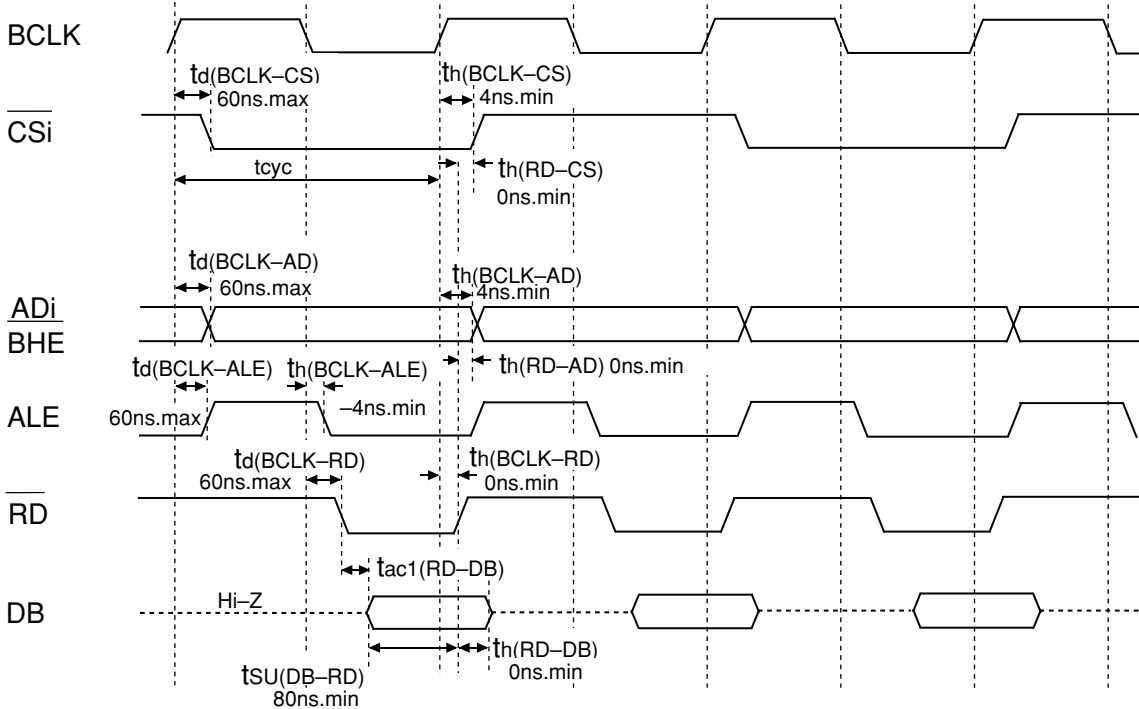 BCLK
td(BCLK–CS)
60ns.max
th(BCLK–CS)
4ns.min
CSi
tcyc
th(RD–CS)
0ns.min
td(BCLK–AD)
60ns.max
th(BCLK–AD)
4ns.min
ADi
BHE
th(RD–AD) 0ns.min
td(BCLK–ALE)
th(BCLK–ALE)
60ns.max
–4ns.min
ALE
td(BCLK–RD)
60ns.max
th(BCLK–RD)
0ns.min
RD
tac1(RD–DB)
DB
Hi–Z
tSU(DB–RD)
80ns.min
th(RD–DB)
0ns.min